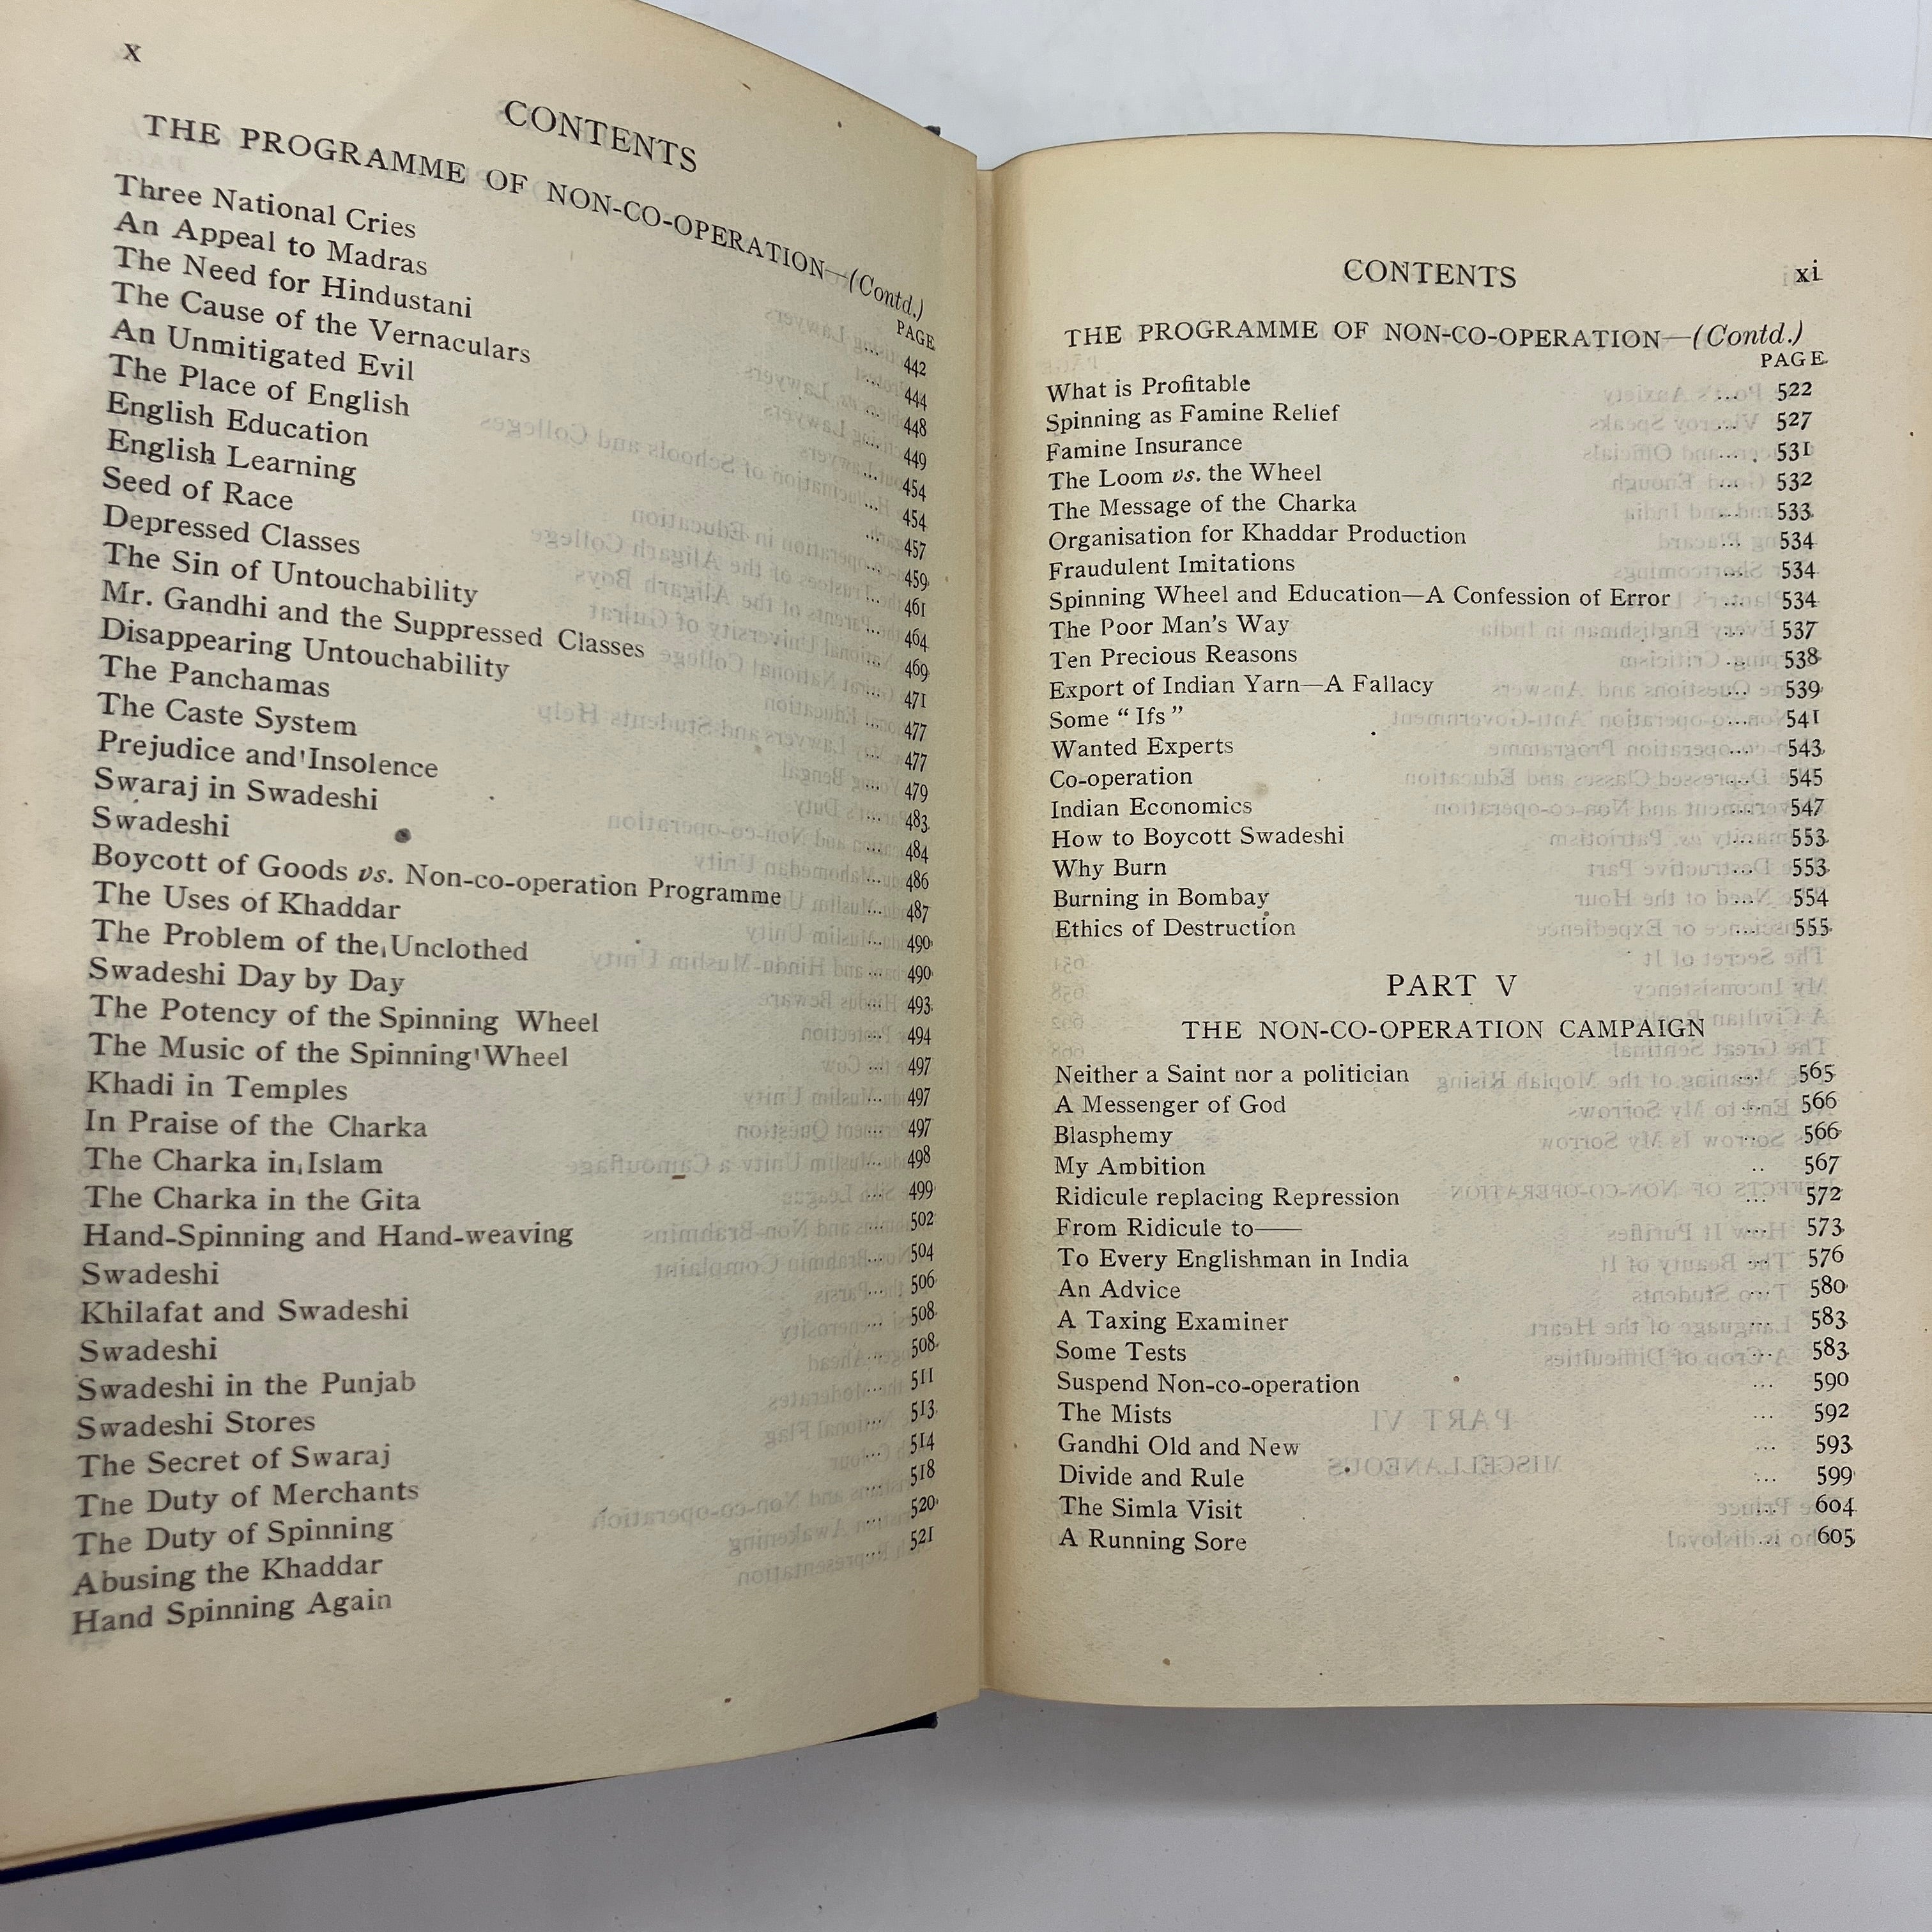 x
CONTENTS
THE PROGRAMME OF NON-CO-OPERATION—(Contd.)
PAGE
Three National Cries ... 442
An Appeal to Madras ... 444
The Need for Hindustani ... 448
The Cause of the Vernaculars ... 449
An Unmitigated Evil ... 454
The Place of English ... 454
English Education ... 457
English Learning ... 459
Seed of Race ... 461
Depressed Classes ... 464
The Sin of Untouchability ... 469
Mr. Gandhi and the Suppressed Classes ... 471
Disappearing Untouchability ... 477
The Panchamas ... 477
The Caste System ... 479
Prejudice and Insolence ... 483
Swaraj in Swadeshi ... 484
Swadeshi ... 486
Boycott of Goods vs. Non-co-operation Programme ... 487
The Uses of Khaddar ... 490
The Problem of the Unclothed ... 490
Swadeshi Day by Day ... 493
The Potency of the Spinning Wheel ... 494
The Music of the Spinning Wheel ... 497
Khadi in Temples ... 497
In Praise of the Charka ... 497
The Charka in Islam ... 498
The Charka in the Gita ... 499
Hand-Spinning and Hand-weaving ... 502
Swadeshi ... 504
Khilafat and Swadeshi ... 506
Swadeshi ... 508
Swadeshi in the Punjab ... 508
Swadeshi Stores ... 511
The Secret of Swaraj ... 513
The Duty of Merchants ... 514
The Duty of Spinning ... 518
Abusing the Khaddar ... 520
Hand Spinning Again ... 521
CONTENTS xi
THE PROGRAMME OF NON-CO-OPERATION—(Contd.)
PAGE
What is Profitable ... 522
Spinning as Famine Relief ... 527
Famine Insurance ... 531
The Loom vs. the Wheel ... 532
The Message of the Charka ... 533
Organisation for Khaddar Production ... 534
Fraudulent Imitations ... 534
Spinning Wheel and Education—A Confession of Error ... 534
The Poor Man's Way ... 537
Ten Precious Reasons ... 538
Export of Indian Yarn—A Fallacy ... 539
Some "Ifs" ... 541
Wanted Experts ... 543
Co-operation ... 545
Indian Economics ... 547
How to Boycott Swadeshi ... 553
Why Burn ... 553
Burning in Bombay ... 554
Ethics of Destruction ... 555
PART V
THE NON-CO-OPERATION CAMPAIGN
Neither a Saint nor a politician ... 565
A Messenger of God ... 566
Blasphemy ... 566
My Ambition .. 567
Ridicule replacing Repression ... 572
From Ridicule to—— ... 573
To Every Englishman in India ... 576
An Advice ... 580
A Taxing Examiner ... 583
Some Tests ... 583
Suspend Non-co-operation ... 590
The Mists ... 592
Gandhi Old and New ... 593
Divide and Rule ... 599
The Simla Visit ... 604
A Running Sore ... 605